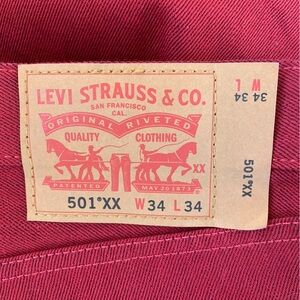 LEVI STRAUSS & CO.
SAN FRANCISCO
CAL.
ORIGINAL RIVETED
QUALITY CLOTHING
XX
PATENTED MAY 20 1873
501®XX W34 L34
W L
34 34
501®XX